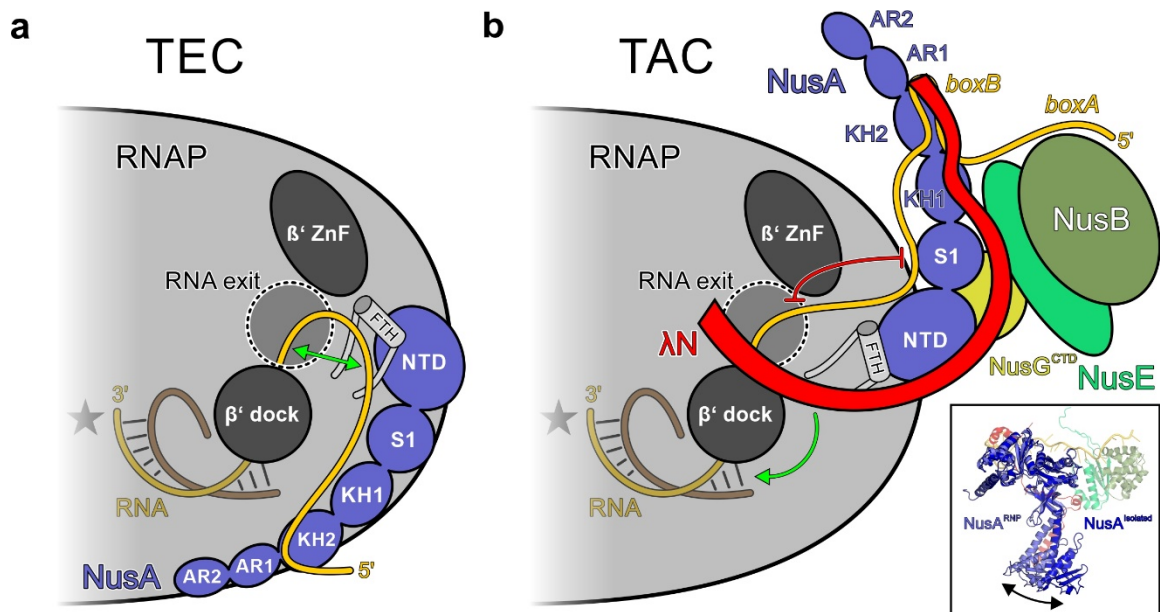 a
TEC
RNAP
ß‘ ZnF
RNA exit
FTH
NTD
β‘ dock
3'
S1
KH1
RNA
KH2
AR1
AR2
5'
NusA
b
TAC
AR2
AR1
NusA
boxB
boxA
5'
KH2
RNAP
KH1
NusB
ß‘ ZnF
RNA exit
S1
λN
FTH
NTD
NusG^CTD
NusE
β‘ dock
3'
RNA
NusA^RNP
NusA^isolated